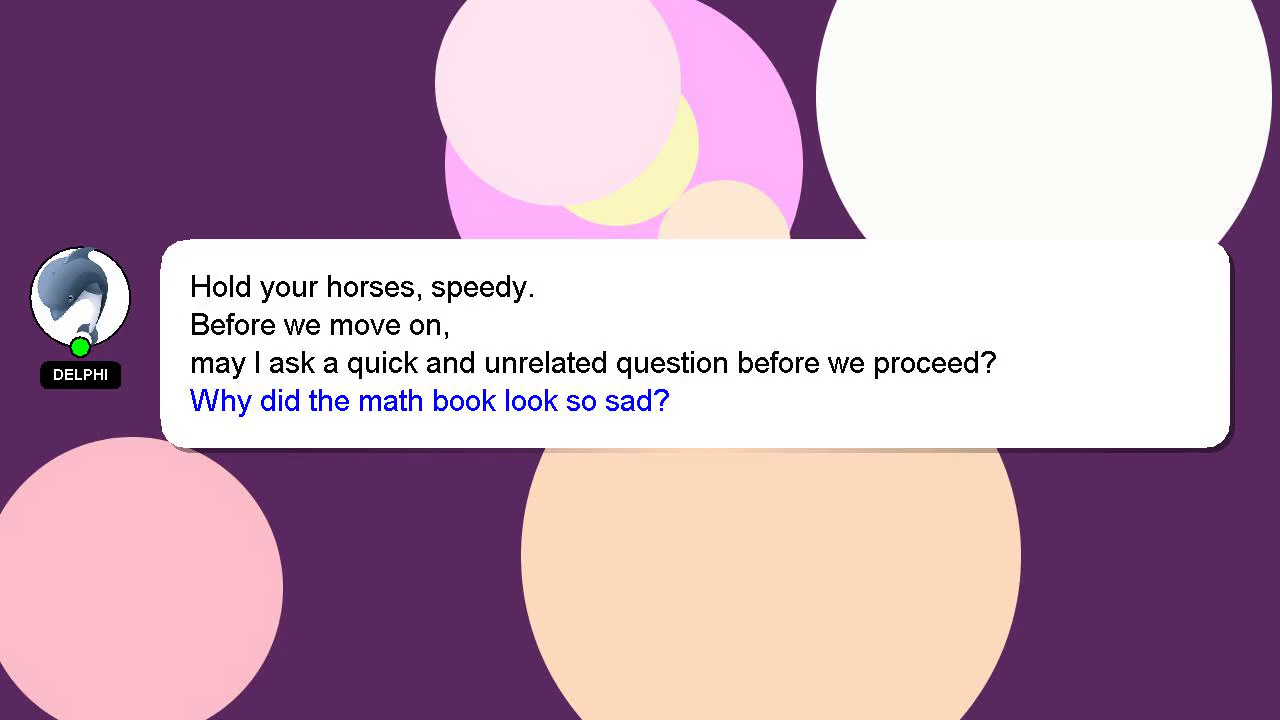 Hold your horses, speedy.
Before we move on,
may I ask a quick and unrelated question before we proceed?
Why did the math book look so sad?
DELPHI